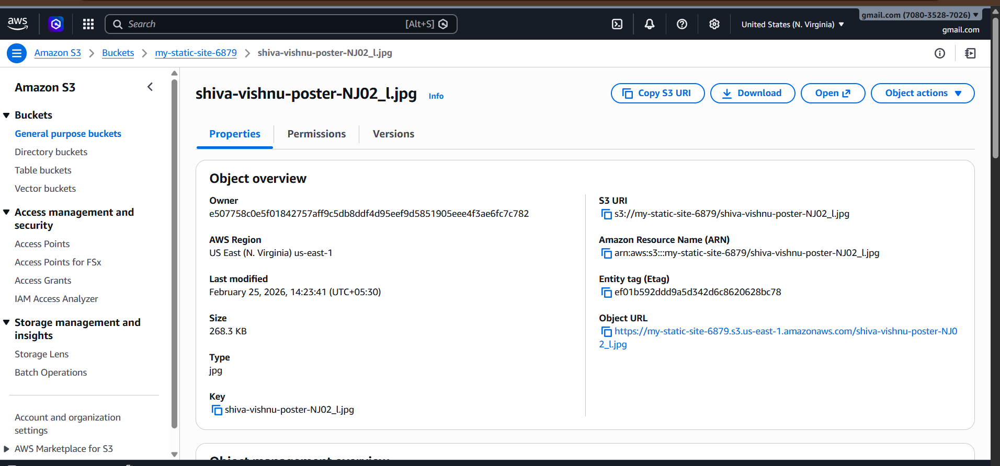 aws
Search
[Alt+S]
United States (N. Virginia)
gmail.com (7080-3528-7026)
gmail.com
Amazon S3
Buckets
my-static-site-6879
shiva-vishnu-poster-NJ02_l.jpg
Amazon S3
Buckets
General purpose buckets
Directory buckets
Table buckets
Vector buckets
Access management and
security
Access Points
Access Points for FSx
Access Grants
IAM Access Analyzer
Storage management and
insights
Storage Lens
Batch Operations
Account and organization
settings
AWS Marketplace for S3
shiva-vishnu-poster-NJ02_l.jpg
Info
Copy S3 URI
Download
Open
Object actions
Properties
Permissions
Versions
Object overview
Owner
e507758c0e5f01842757aff9c5db8ddf4d95eef9d5851905eee4f3ae6fc7c782
AWS Region
US East (N. Virginia) us-east-1
Last modified
February 25, 2026, 14:23:41 (UTC+05:30)
Size
268.3 KB
Type
jpg
Key
shiva-vishnu-poster-NJ02_l.jpg
S3 URI
s3://my-static-site-6879/shiva-vishnu-poster-NJ02_l.jpg
Amazon Resource Name (ARN)
arn:aws:s3:::my-static-site-6879/shiva-vishnu-poster-NJ02_l.jpg
Entity tag (Etag)
ef01b592ddd9a5d342d6c8620628bc78
Object URL
https://my-static-site-6879.s3.us-east-1.amazonaws.com/shiva-vishnu-poster-NJ0
2_l.jpg
Object management overview